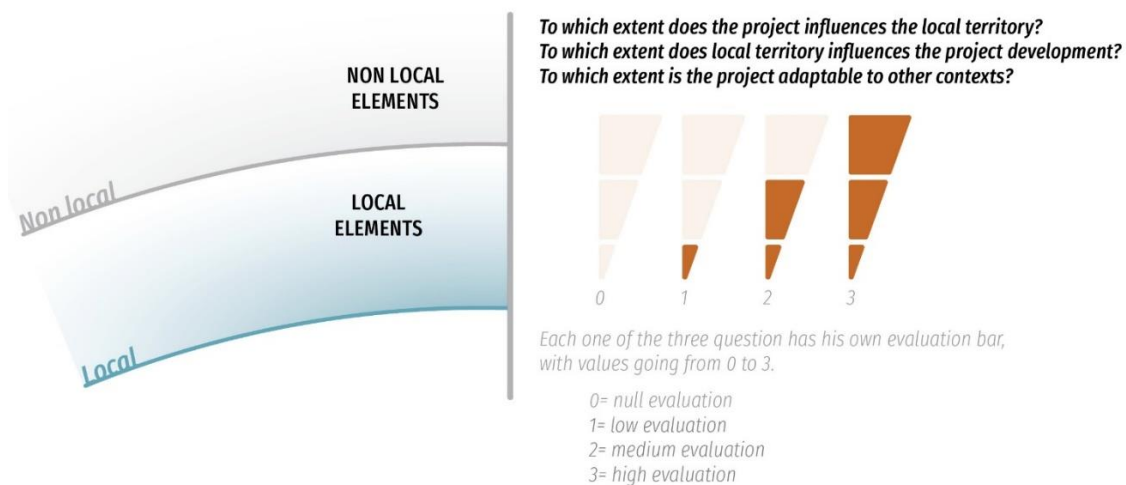 NON LOCAL
ELEMENTS
Non local
LOCAL
ELEMENTS
Local
To which extent does the project influences the local territory?
To which extent does local territory influences the project development?
To which extent is the project adaptable to other contexts?
0 1 2 3
Each one of the three question has his own evaluation bar,
with values going from 0 to 3.
0= null evaluation
1= low evaluation
2= medium evaluation
3= high evaluation